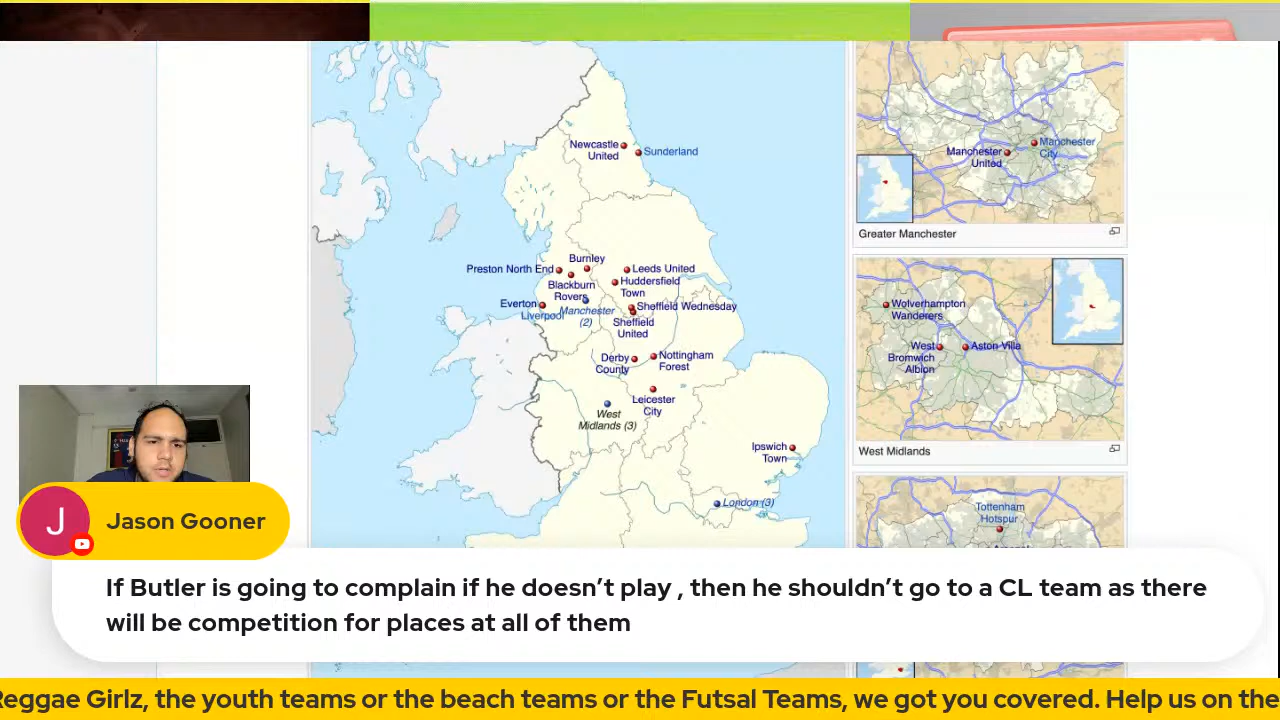 Newcastle
United
Sunderland
Burnley
Preston North End
Leeds United
Blackburn
Rovers
Huddersfield
Town
Everton
Liverpool
Manchester
(2)
Sheffield Wednesday
Sheffield
United
Derby
County
Nottingham
Forest
Leicester
City
West
Midlands (3)
Ipswich
Town
London (3)
Manchester
United
Manchester
City
Greater Manchester
Wolverhampton
Wanderers
West
Bromwich
Albion
Aston Villa
West Midlands
Tottenham
Hotspur
J
Jason Gooner
If Butler is going to complain if he doesn’t play , then he shouldn’t go to a CL team as there
will be competition for places at all of them
Reggae Girlz, the youth teams or the beach teams or the Futsal Teams, we got you covered. Help us on the